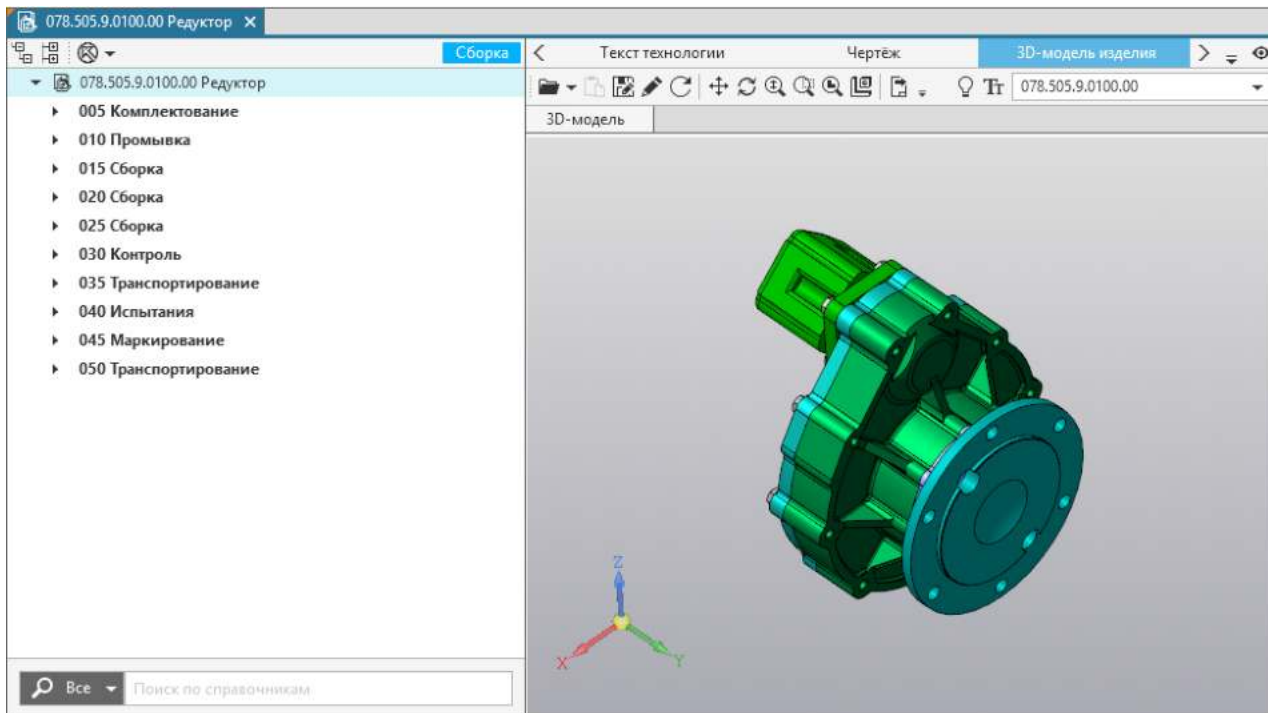 078.505.9.0100.00 Редуктор
Сборка
Текст технологии Чертёж 3D-модель изделия
078.505.9.0100.00 Редуктор
Тт 078.505.9.0100.00
005 Комплектование
3D-модель
010 Промывка
015 Сборка
020 Сборка
025 Сборка
030 Контроль
035 Транспортирование
040 Испытания
045 Маркирование
050 Транспортирование
Z
X
Y
Все Поиск по справочникам